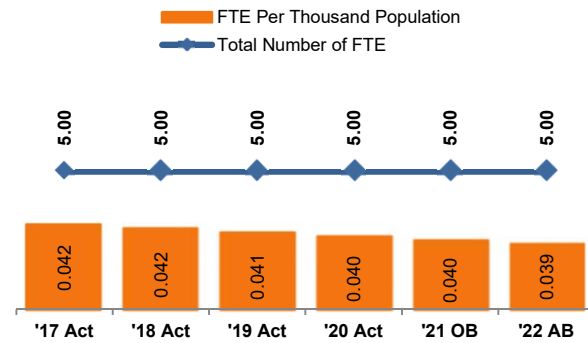 FTE Per Thousand Population
Total Number of FTE
5.00 5.00 5.00 5.00 5.00 5.00
0.042 0.042 0.041 0.040 0.040 0.039
'17 Act '18 Act '19 Act '20 Act '21 OB '22 AB